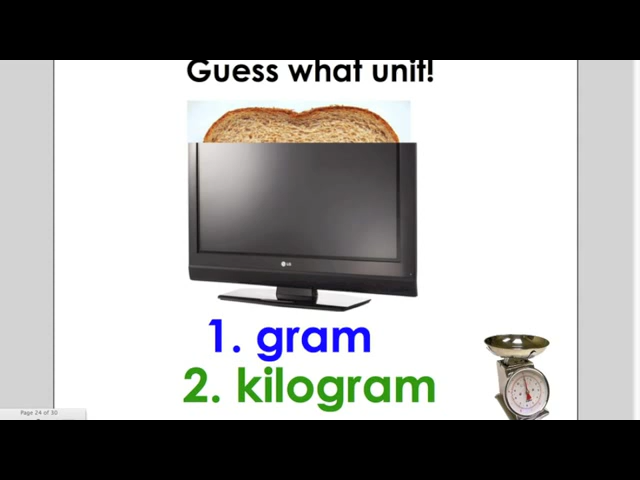 Guess what unit!
LG
1. gram
2. kilogram
Page 24 of 30